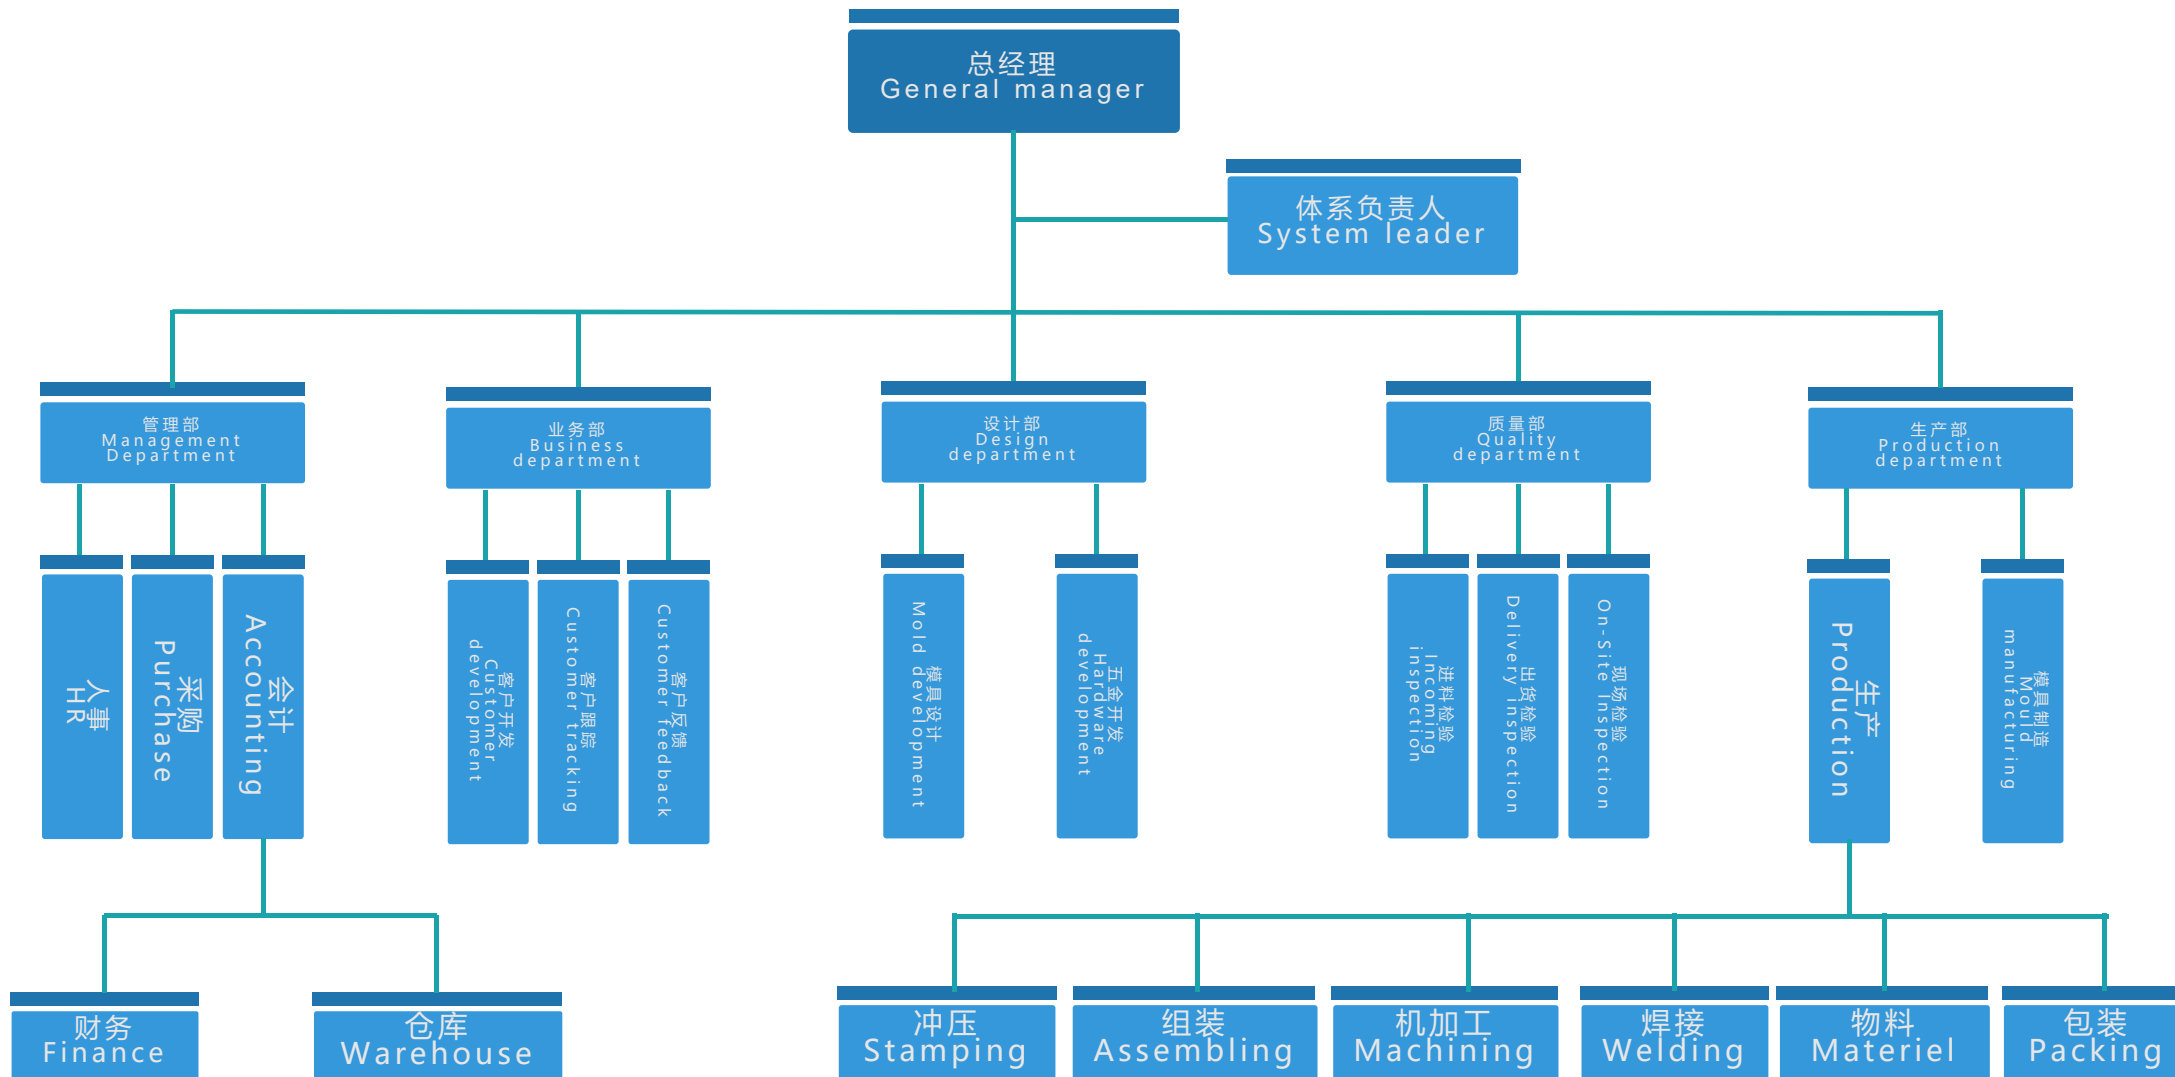 总经理
General manager
体系负责人
System leader
管理部
Management
Department
业务部
Business
department
设计部
Design
department
质量部
Quality
department
生产部
Production
department
人事
HR
采购
Purchase
会计
Accounting
客户开发
Customer
development
客户跟踪
Customer tracking
客户反馈
Customer feedback
模具设计
Mold development
五金开发
Hardware
development
进料检验
Incoming
inspection
出货检验
Delivery inspection
现场检验
On-Site Inspection
生产
Production
模具制造
Mould
manufacturing
财务
Finance
仓库
Warehouse
冲压
Stamping
组装
Assembling
机加工
Machining
焊接
Welding
物料
Materiel
包装
Packing